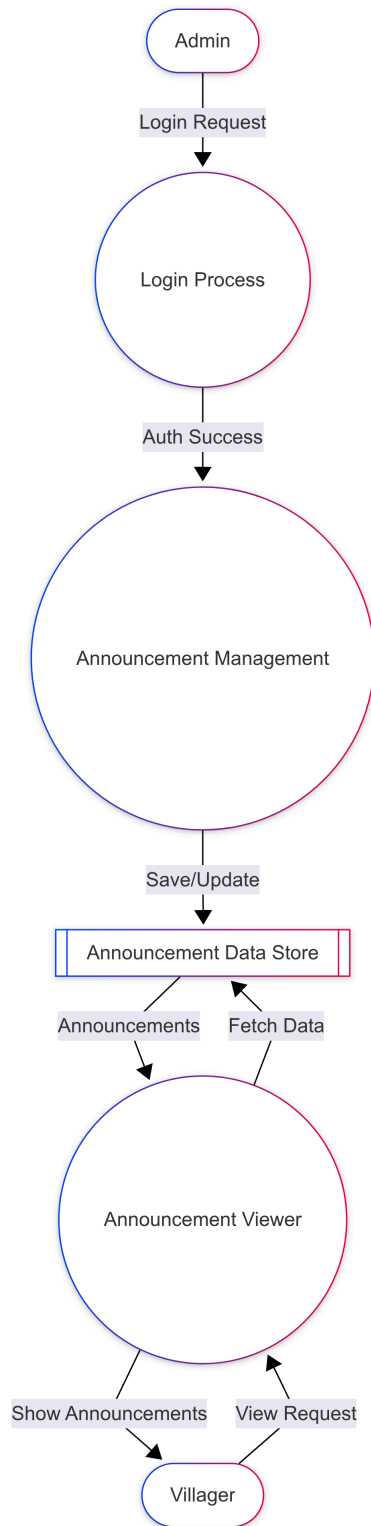 Admin
Login Request
Login Process
Auth Success
Announcement Management
Save/Update
Announcement Data Store
Announcements
Fetch Data
Announcement Viewer
Show Announcements
View Request
Villager